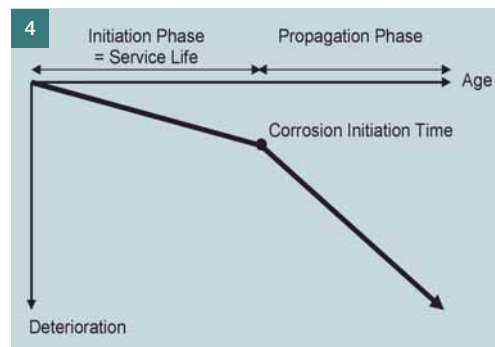 4
Initiation Phase
= Service Life
Propagation Phase
Age
Corrosion Initiation Time
Deterioration